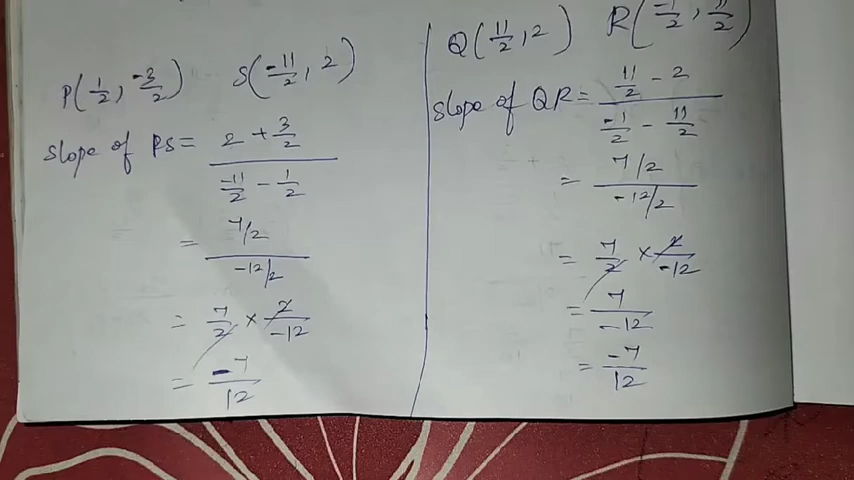 P(1/2, -3/2) S(-11/2, 2)
Slope of PS = (2 + 3/2) / (-11/2 - 1/2)
= (7/2) / (-12/2)
= 7/2 × 2/-12
= -7/12
Q(11/2, 2) R(-1/2, 11/2)
Slope of QR = (11/2 - 2) / (-1/2 - 11/2)
= (7/2) / (-12/2)
= 7/2 × 2/-12
= 7/-12
= -7/12